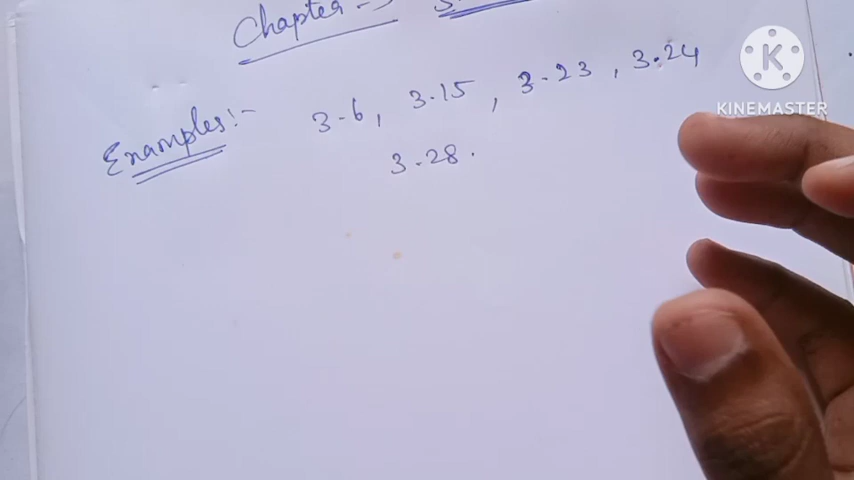 Chapter -->
Examples:- 3.6, 3.15, 3.23, 3.24
3.28.
KINEMASTER